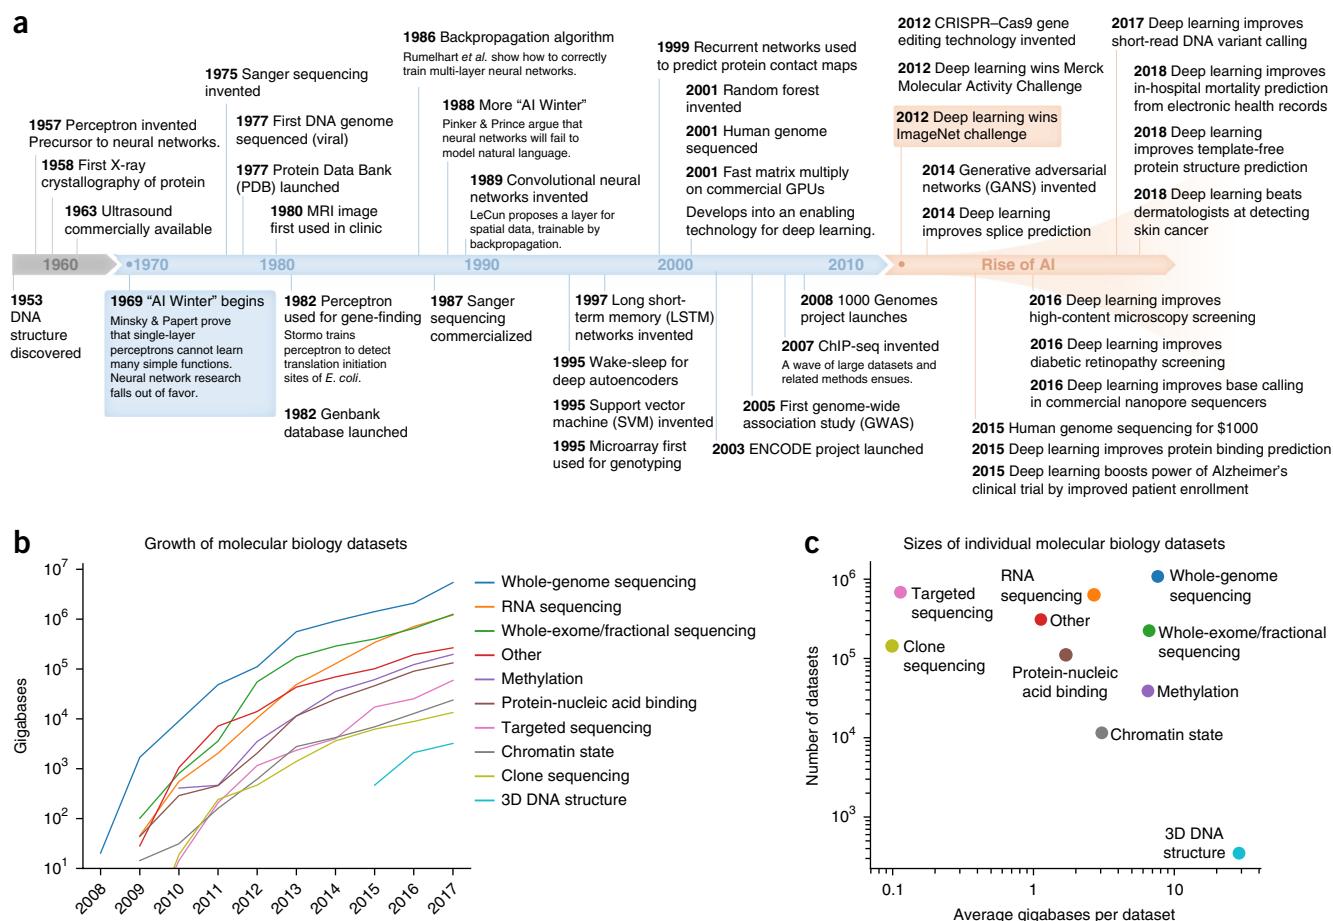 a
1957 Perceptron invented
Precursor to neural networks.
1958 First X-ray
crystallography of protein
1963 Ultrasound
commercially available
1975 Sanger sequencing
invented
1977 First DNA genome
sequenced (viral)
1977 Protein Data Bank
(PDB) launched
1980 MRI image
first used in clinic
1986 Backpropagation algorithm
Rumelhart et al. show how to correctly
train multi-layer neural networks.
1988 More “AI Winter”
Pinker & Prince argue that
neural networks will fail to
model natural language.
1989 Convolutional neural
networks invented
LeCun proposes a layer for
spatial data, trainable by
backpropagation.
1999 Recurrent networks used
to predict protein contact maps
2001 Random forest
invented
2001 Human genome
sequenced
2001 Fast matrix multiply
on commercial GPUs
Develops into an enabling
technology for deep learning.
2012 CRISPR–Cas9 gene
editing technology invented
2012 Deep learning wins Merck
Molecular Activity Challenge
2012 Deep learning wins
ImageNet challenge
2014 Generative adversarial
networks (GANS) invented
2014 Deep learning
improves splice prediction
2017 Deep learning improves
short-read DNA variant calling
2018 Deep learning improves
in-hospital mortality prediction
from electronic health records
2018 Deep learning
improves template-free
protein structure prediction
2018 Deep learning beats
dermatologists at detecting
skin cancer
1960 1970 1980 1990 2000 2010 Rise of AI
1953
DNA
structure
discovered
1969 “AI Winter” begins
Minsky & Papert prove
that single-layer
perceptrons cannot learn
many simple functions.
Neural network research
falls out of favor.
1982 Perceptron
used for gene-finding
Stormo trains
perceptron to detect
translation initiation
sites of E. coli.
1982 Genbank
database launched
1987 Sanger
sequencing
commercialized
1997 Long short-
term memory (LSTM)
networks invented
1995 Wake-sleep for
deep autoencoders
1995 Support vector
machine (SVM) invented
1995 Microarray first
used for genotyping
2008 1000 Genomes
project launches
2007 ChIP-seq invented
A wave of large datasets and
related methods ensues.
2005 First genome-wide
association study (GWAS)
2003 ENCODE project launched
2016 Deep learning improves
high-content microscopy screening
2016 Deep learning improves
diabetic retinopathy screening
2016 Deep learning improves base calling
in commercial nanopore sequencers
2015 Human genome sequencing for $1000
2015 Deep learning improves protein binding prediction
2015 Deep learning boosts power of Alzheimer’s
clinical trial by improved patient enrollment
b
Growth of molecular biology datasets
Gigabases
10^7
10^6
10^5
10^4
10^3
10^2
10^1
2008 2009 2010 2011 2012 2013 2014 2015 2016 2017
Whole-genome sequencing
RNA sequencing
Whole-exome/fractional sequencing
Other
Methylation
Protein-nucleic acid binding
Targeted sequencing
Chromatin state
Clone sequencing
3D DNA structure
c
Sizes of individual molecular biology datasets
Number of datasets
10^6
10^5
10^4
10^3
Targeted
sequencing
Clone
sequencing
RNA
sequencing
Other
Protein-nucleic
acid binding
Whole-genome
sequencing
Whole-exome/fractional
sequencing
Methylation
Chromatin state
3D DNA
structure
0.1 1 10
Average gigabases per dataset